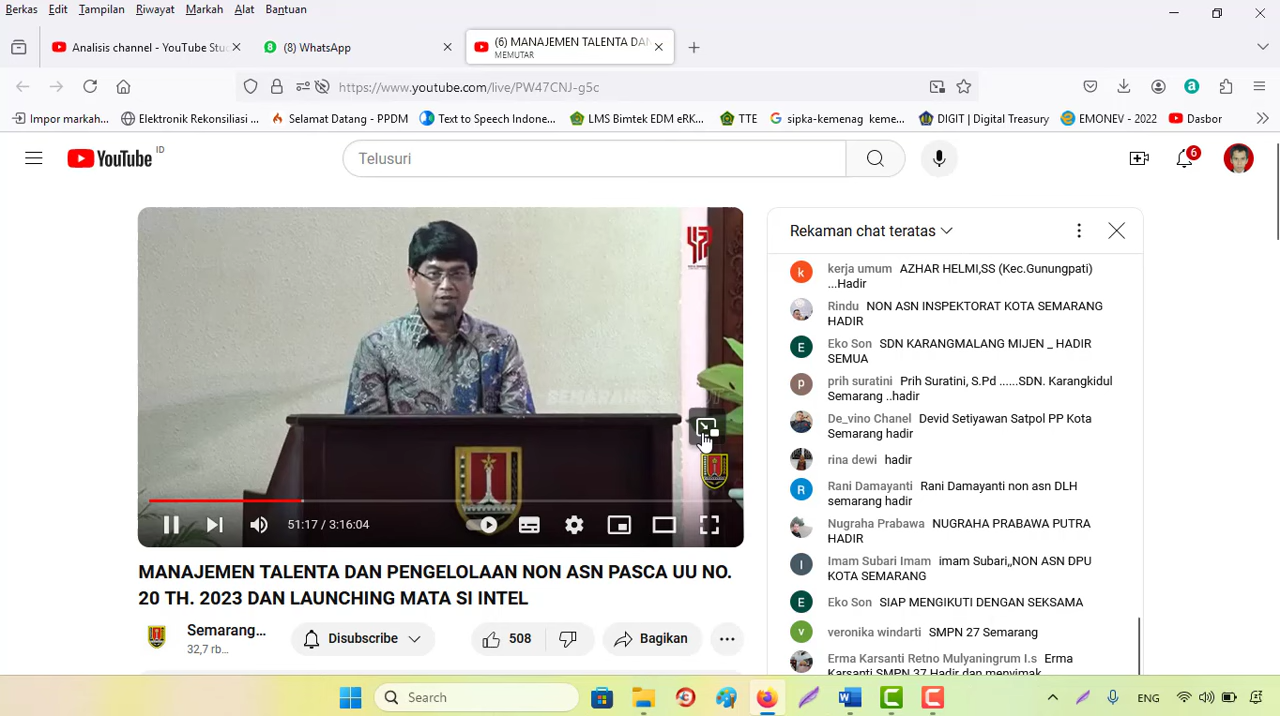 Berkas Edit Tampilan Riwayat Markah Alat Bantuan
Analisis channel - YouTube Stu
(8) WhatsApp
(6) MANAJEMEN TALENTA DAN
MEMUTAR
https://www.youtube.com/live/PW47CNJ-g5c
Impor markah...
Elektronik Rekonsiliasi ...
Selamat Datang - PPDM
Text to Speech Indone...
LMS Bimtek EDM eRK...
TTE
sipka-kemenag keme...
DIGIT | Digital Treasury
EMONEV - 2022
Dasbor
YouTube ID
Telusuri
6
Rekaman chat teratas
kerja umum AZHAR HELMI,SS (Kec.Gunungpati)
...Hadir
Rindu NON ASN INSPEKTORAT KOTA SEMARANG
HADIR
Eko Son SDN KARANGMALANG MIJEN _ HADIR
SEMUA
prih suratini Prih Suratini, S.Pd ......SDN. Karangkidul
Semarang ..hadir
De_vino Chanel Devid Setiyawan Satpol PP Kota
Semarang hadir
rina dewi hadir
Rani Damayanti Rani Damayanti non asn DLH
semarang hadir
Nugraha Prabawa NUGRAHA PRABAWA PUTRA
HADIR
Imam Subari Imam imam Subari,,NON ASN DPU
KOTA SEMARANG
Eko Son SIAP MENGIKUTI DENGAN SEKSAMA
veronika windarti SMPN 27 Semarang
Erma Karsanti Retno Mulyaningrum I.s Erma
Karsanti SMPN 37 Hadir dan menyimak
51:17 / 3:16:04
MANAJEMEN TALENTA DAN PENGELOLAAN NON ASN PASCA UU NO.
20 TH. 2023 DAN LAUNCHING MATA SI INTEL
Semarang...
32,7 rb...
Disubscribe
508
Bagikan
Search
ENG